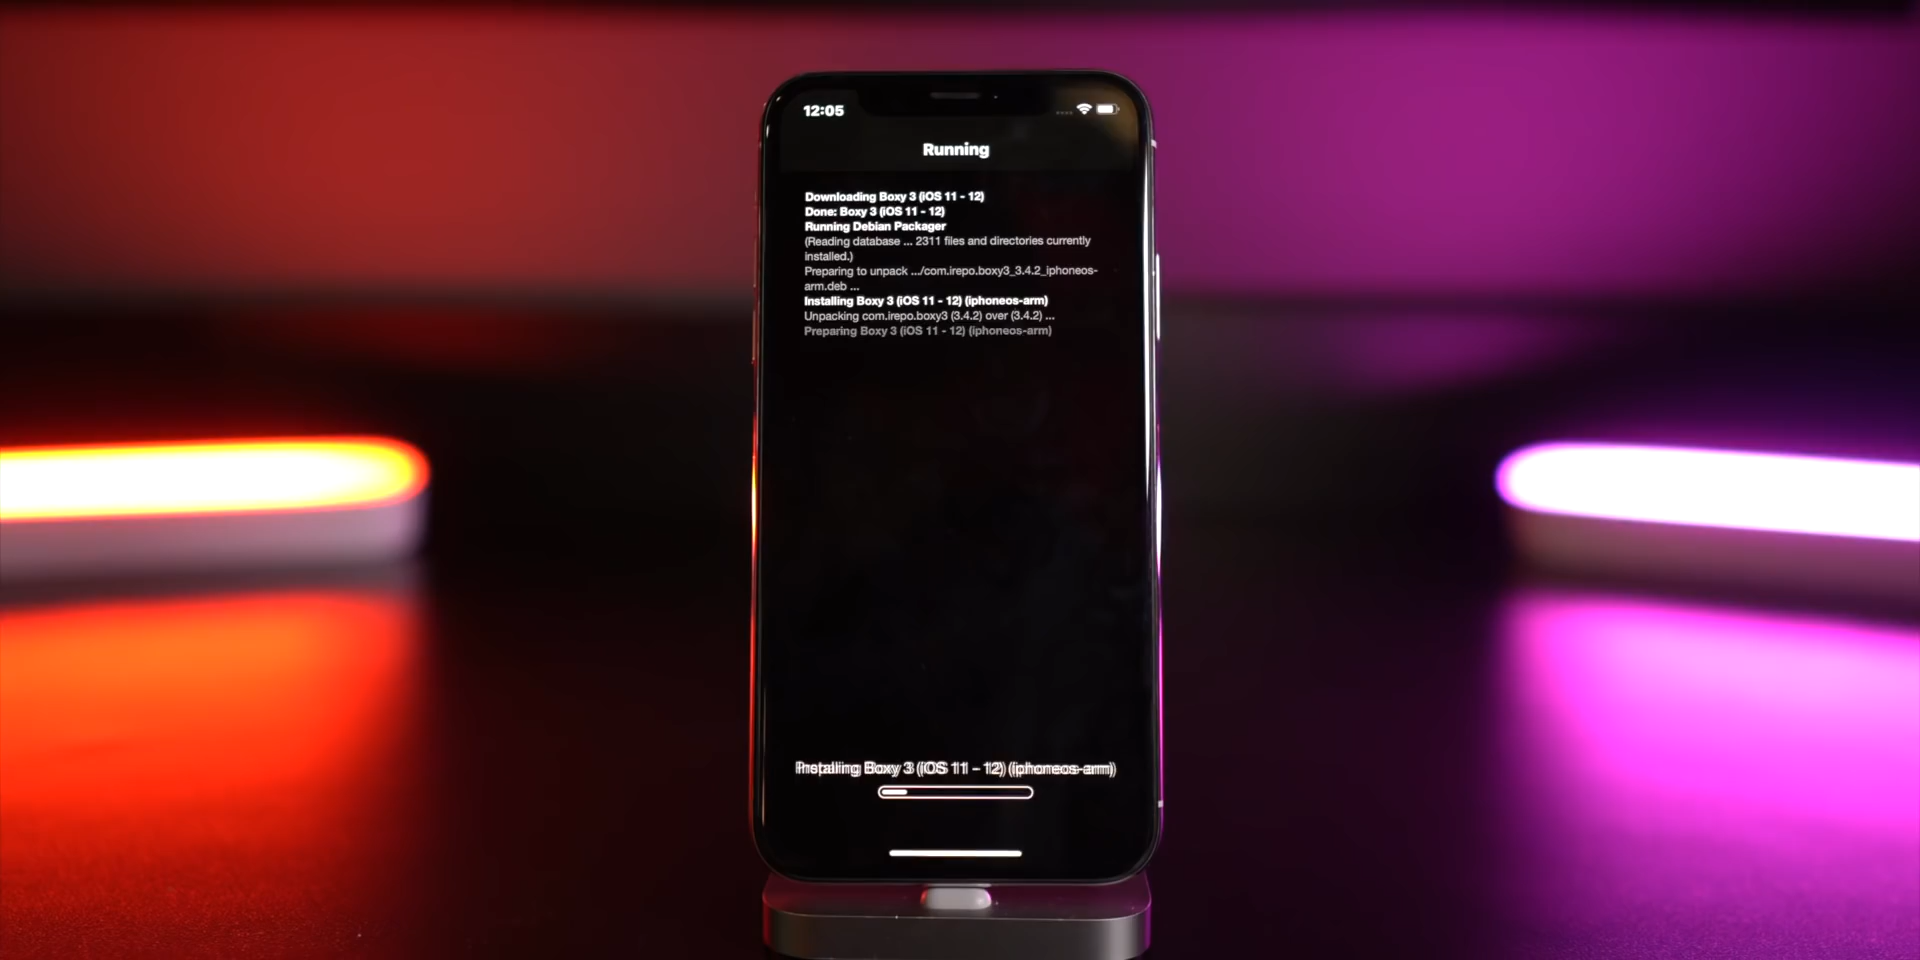 12:05
Running
Downloading Boxy 3 (iOS 11 - 12)
Done: Boxy 3 (iOS 11 - 12)
Running Debian Packager
(Reading database ... 2311 files and directories currently
installed.)
Preparing to unpack .../com.irepo.boxy3_3.4.2_iphoneos-
arm.deb ...
Installing Boxy 3 (iOS 11 - 12) (iphoneos-arm)
Unpacking com.irepo.boxy3 (3.4.2) over (3.4.2) ...
Preparing Boxy 3 (iOS 11 - 12) (iphoneos-arm)
Boxy 3 (iOS 11 - 12) (iphoneos-arm)